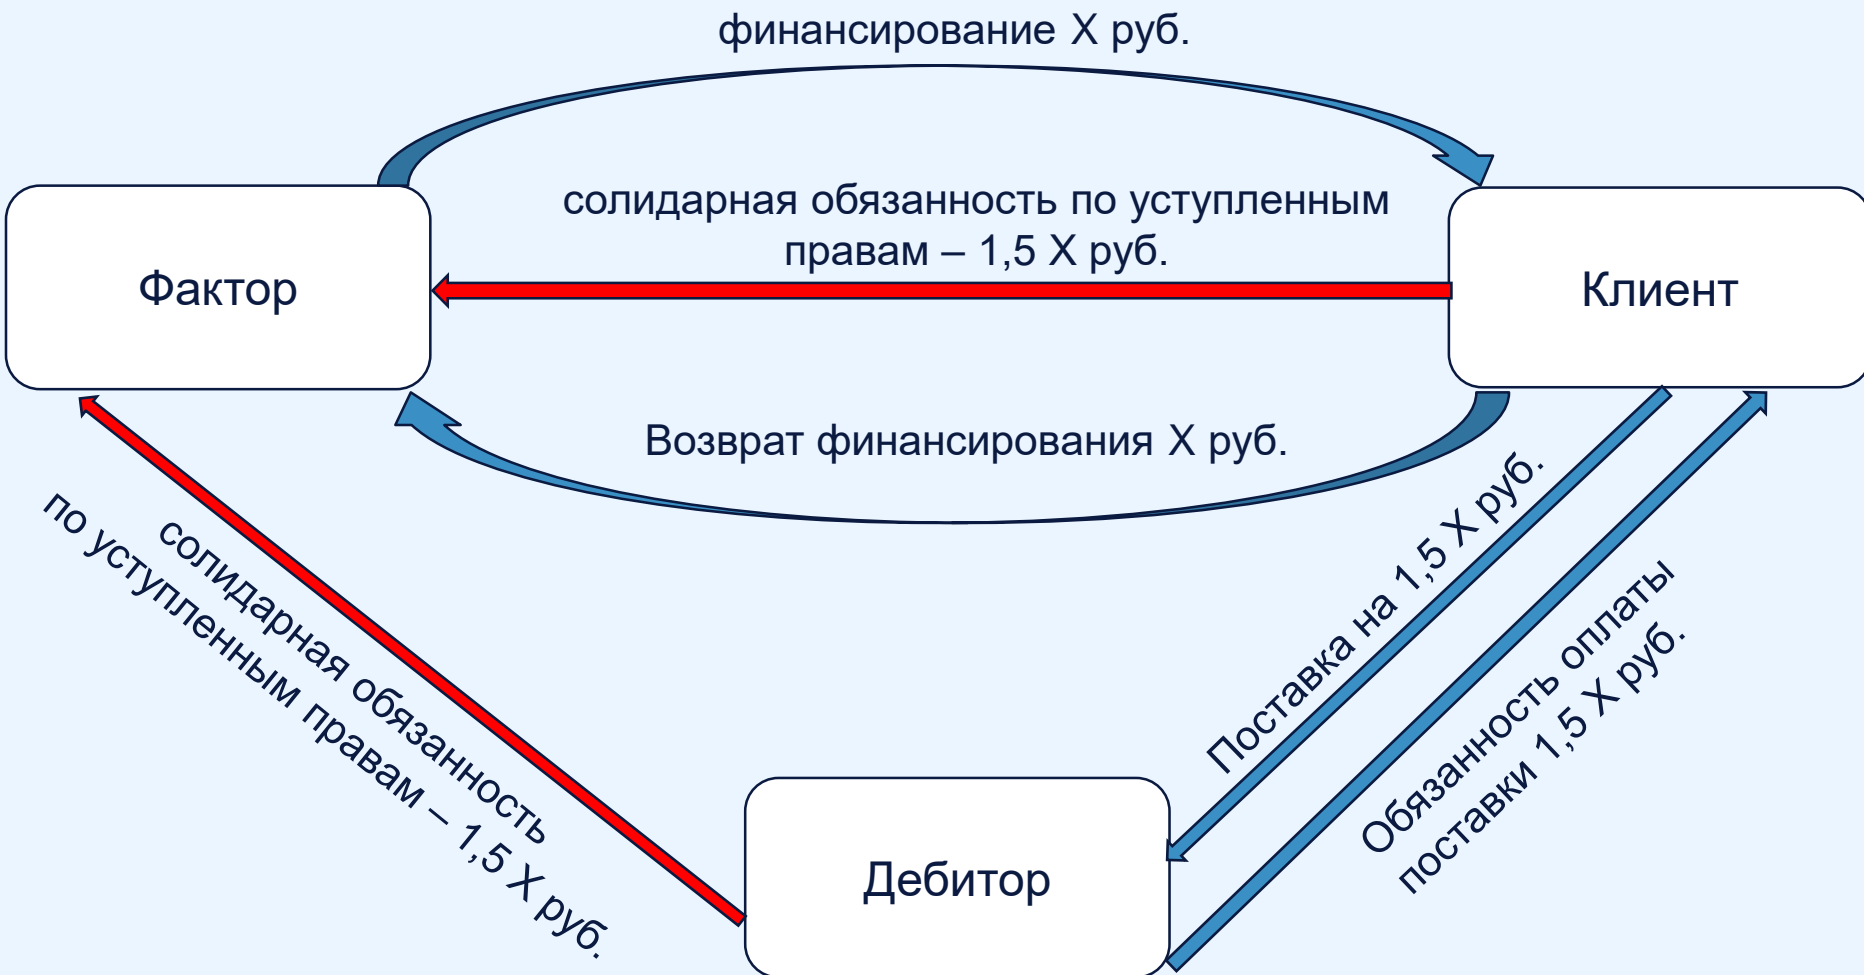 финансирование Х руб.
солидарная обязанность по уступленным
правам – 1,5 Х руб.
Фактор
Клиент
Возврат финансирования Х руб.
солидарная обязанность
по уступленным правам – 1,5 Х руб.
Поставка на 1,5 Х руб.
Обязанность оплаты
поставки 1,5 Х руб.
Дебитор